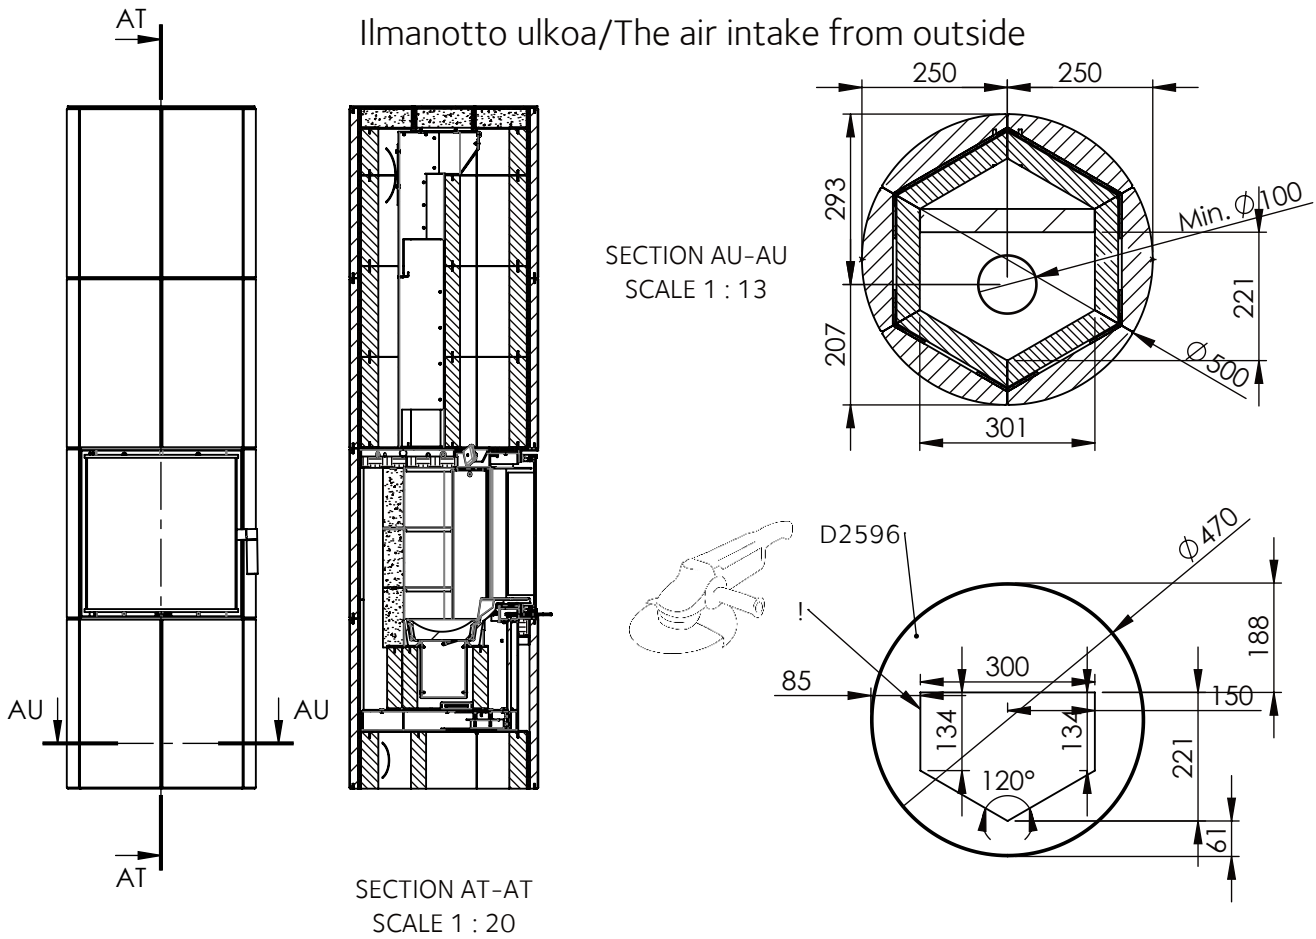 AT
Ilmanotto ulkoa/The air intake from outside
250
250
293
207
SECTION AU-AU
SCALE 1 : 13
Min. Ø100
221
Ø500
301
D2596
Ø470
!
188
300
85
150
134
134
221
120°
61
AU
AU
AT
SECTION AT-AT
SCALE 1 : 20